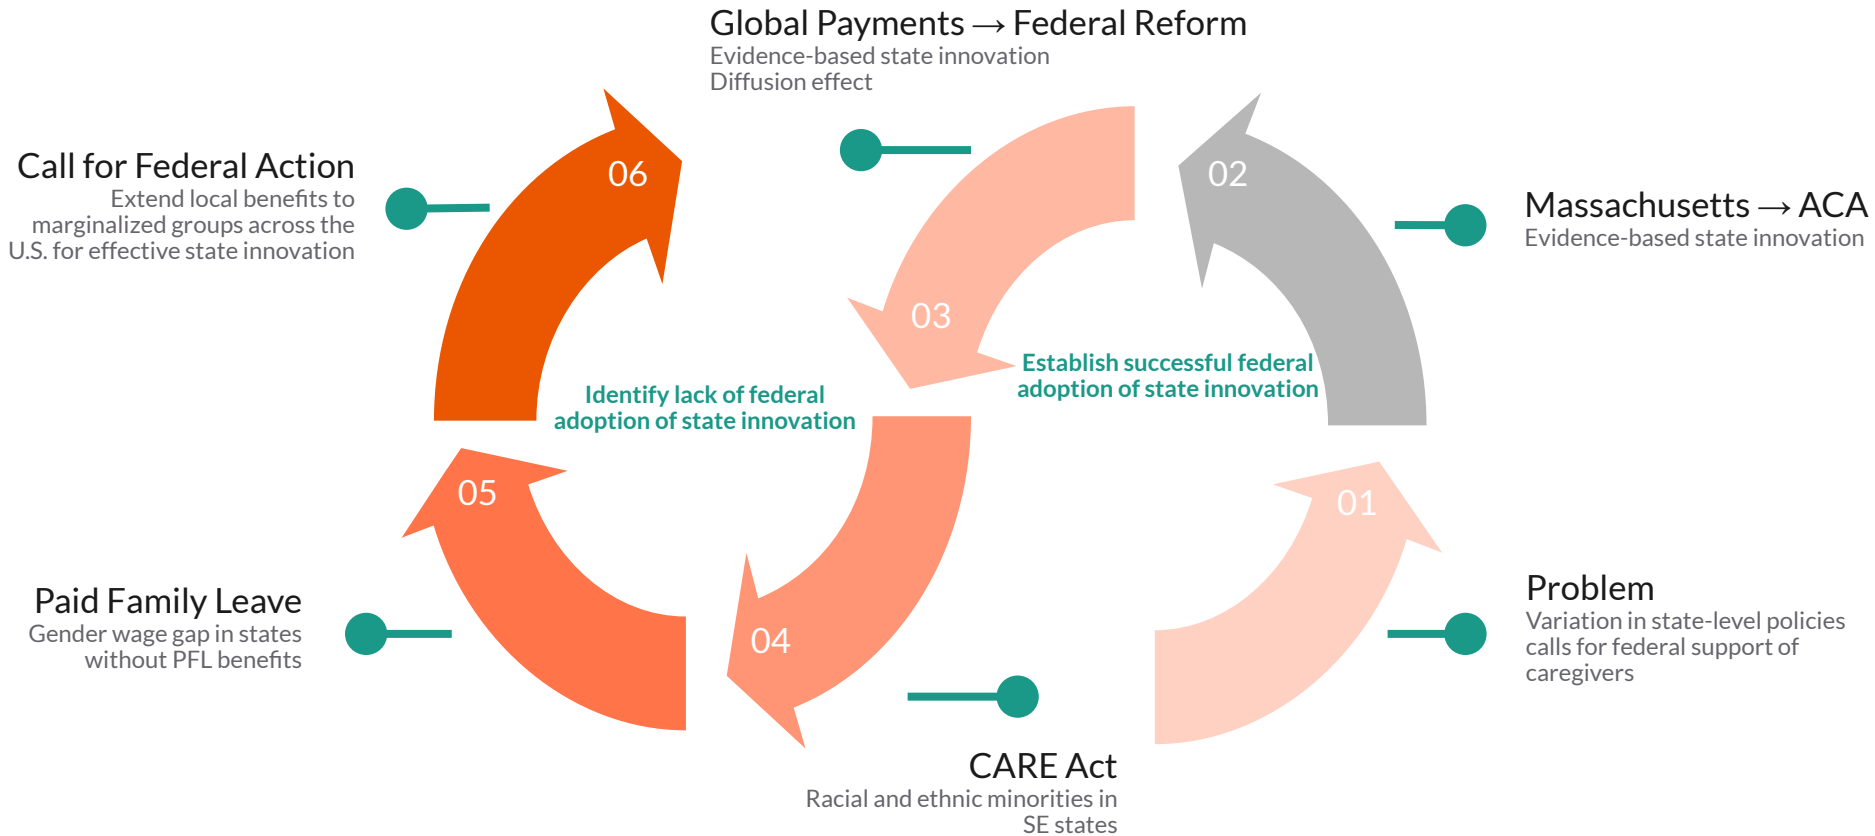 Global Payments → Federal Reform
Evidence-based state innovation
Diffusion effect
06
Call for Federal Action
Extend local benefits to
marginalized groups across the
U.S. for effective state innovation
02
Massachusetts → ACA
Evidence-based state innovation
03
Establish successful federal
adoption of state innovation
Identify lack of federal
adoption of state innovation
05
01
Paid Family Leave
Gender wage gap in states
without PFL benefits
04
Problem
Variation in state-level policies
calls for federal support of
caregivers
CARE Act
Racial and ethnic minorities in
SE states